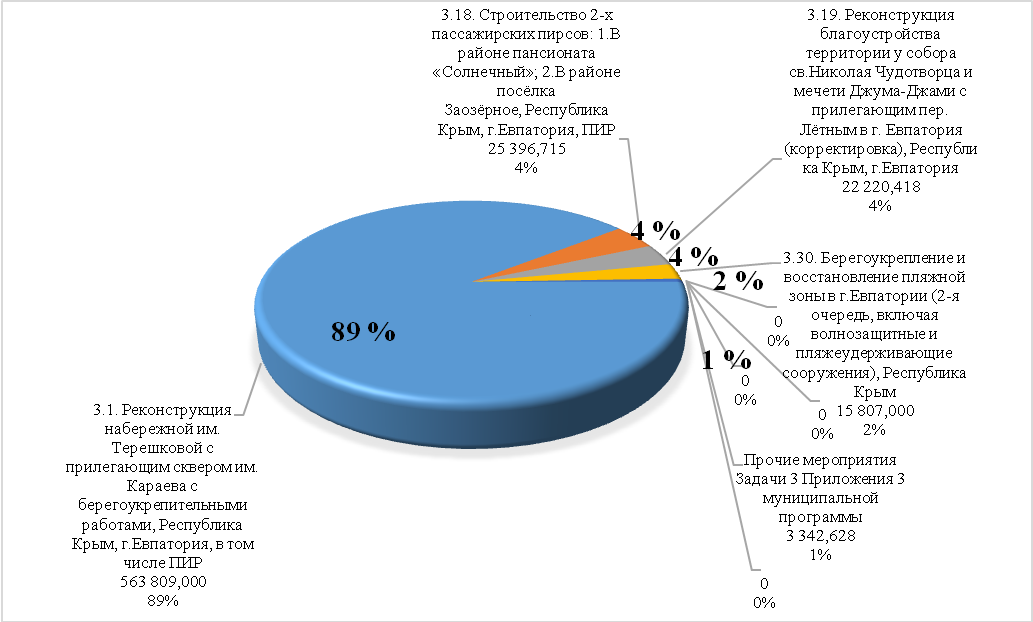 3.18. Строительство 2-х
пассажирских пирсов: 1.В
районе пансионата
«Солнечный»; 2.В районе
посёлка
Заозёрное, Республика
Крым, г.Евпатория, ПИР
25 396,715
4%
3.19. Реконструкция
благоустройства
территории у собора
св.Николая Чудотворца и
мечети Джума-Джами с
прилегающим пер.
Лётным в г. Евпатория
(корректировка), Республи
ка Крым, г.Евпатория
22 220,418
4%
4 %
4 %
2 %
3.30. Берегоукрепление и
восстановление пляжной
зоны в г.Евпатории (2-я
очередь, включая
волнозащитные и
пляжеудерживающие
сооружения), Республика
Крым
15 807,000
2%
0
0%
89 %
1 %
0
0%
0
0%
3.1. Реконструкция
набережной им.
Терешковой с
прилегающим сквером им.
Караева с
берегоукрепительными
работами, Республика
Крым, г.Евпатория, в том
числе ПИР
563 809,000
89%
Прочие мероприятия
Задачи 3 Приложения 3
муниципальной
программы
3 342,628
1%
0
0%